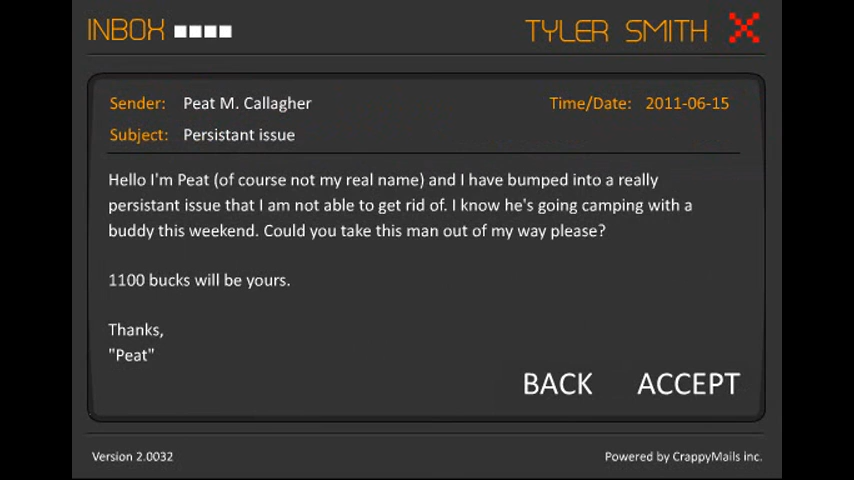 INBOX
TYLER SMITH
Sender: Peat M. Callagher
Time/Date: 2011-06-15
Subject: Persistant issue
Hello I'm Peat (of course not my real name) and I have bumped into a really
persistant issue that I am not able to get rid of. I know he's going camping with a
buddy this weekend. Could you take this man out of my way please?
1100 bucks will be yours.
Thanks,
"Peat"
BACK ACCEPT
Version 2.0032
Powered by CrappyMails inc.